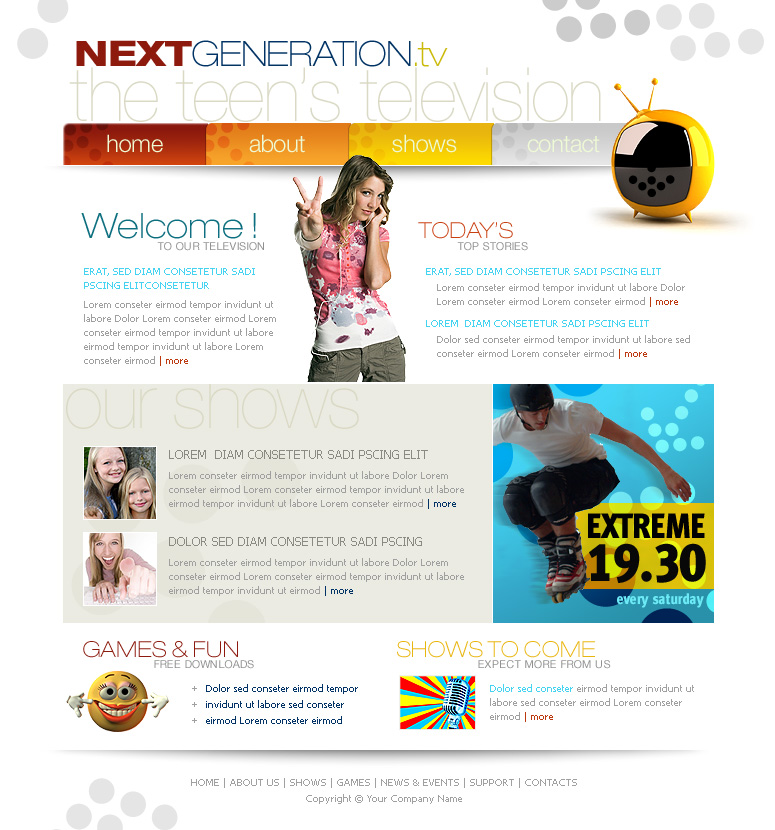 NEXTGENERATION.tv
the teen's television
home about shows contact
Welcome!
TO OUR TELEVISION
ERAT, SED DIAM CONSETETUR SADI
PSCING ELITCONSETETUR
Lorem conseter eirmod tempor invidunt ut
labore Dolor Lorem conseter eirmod Lorem
conseter eirmod tempor invidunt ut labore
eirmod tempor invidunt ut labore Lorem
conseter eirmod | more
TODAY'S
TOP STORIES
ERAT, SED DIAM CONSETETUR SADI PSCING ELIT
Lorem conseter eirmod tempor invidunt ut labore Dolor
Lorem conseter eirmod Lorem conseter eirmod | more
LOREM DIAM CONSETETUR SADI PSCING ELIT
Dolor sed conseter eirmod tempor invidunt ut labore sed
conseter eirmod Lorem conseter eirmod | more
our shows
LOREM DIAM CONSETETUR SADI PSCING ELIT
Lorem conseter eirmod tempor invidunt ut labore Dolor Lorem
conseter eirmod Lorem conseter eirmod tempor invidunt ut
labore eirmod tempor invidunt ut labore Lorem conseter | more
DOLOR SED DIAM CONSETETUR SADI PSCING
Lorem conseter eirmod tempor invidunt ut labore Dolor Lorem
conseter eirmod Lorem conseter eirmod tempor invidunt ut labore
eirmod tempor invidunt ut eirmod | more
EXTREME
19.30
every saturday
GAMES & FUN
FREE DOWNLOADS
+ Dolor sed conseter eirmod tempor
+ invidunt ut labore sed conseter
+ eirmod Lorem conseter eirmod
SHOWS TO COME
EXPECT MORE FROM US
Dolor sed conseter eirmod tempor invidunt ut
labore sed conseter eirmod Lorem conseter
eirmod | more
HOME | ABOUT US | SHOWS | GAMES | NEWS & EVENTS | SUPPORT | CONTACTS
Copyright © Your Company Name